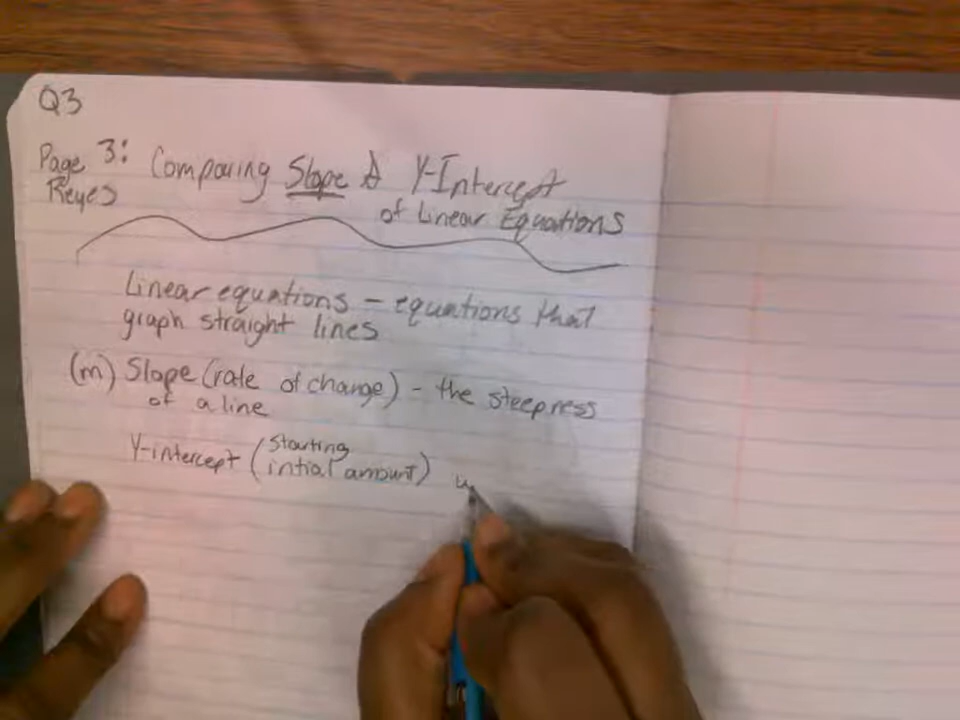 Q3
Page 3: Comparing Slope & Y-Intercept
Reyes
of Linear Equations
Linear equations - equations that
graph straight lines
(m) Slope (rate of change) - the steepness
of a line
Y-intercept (starting
intial amount)